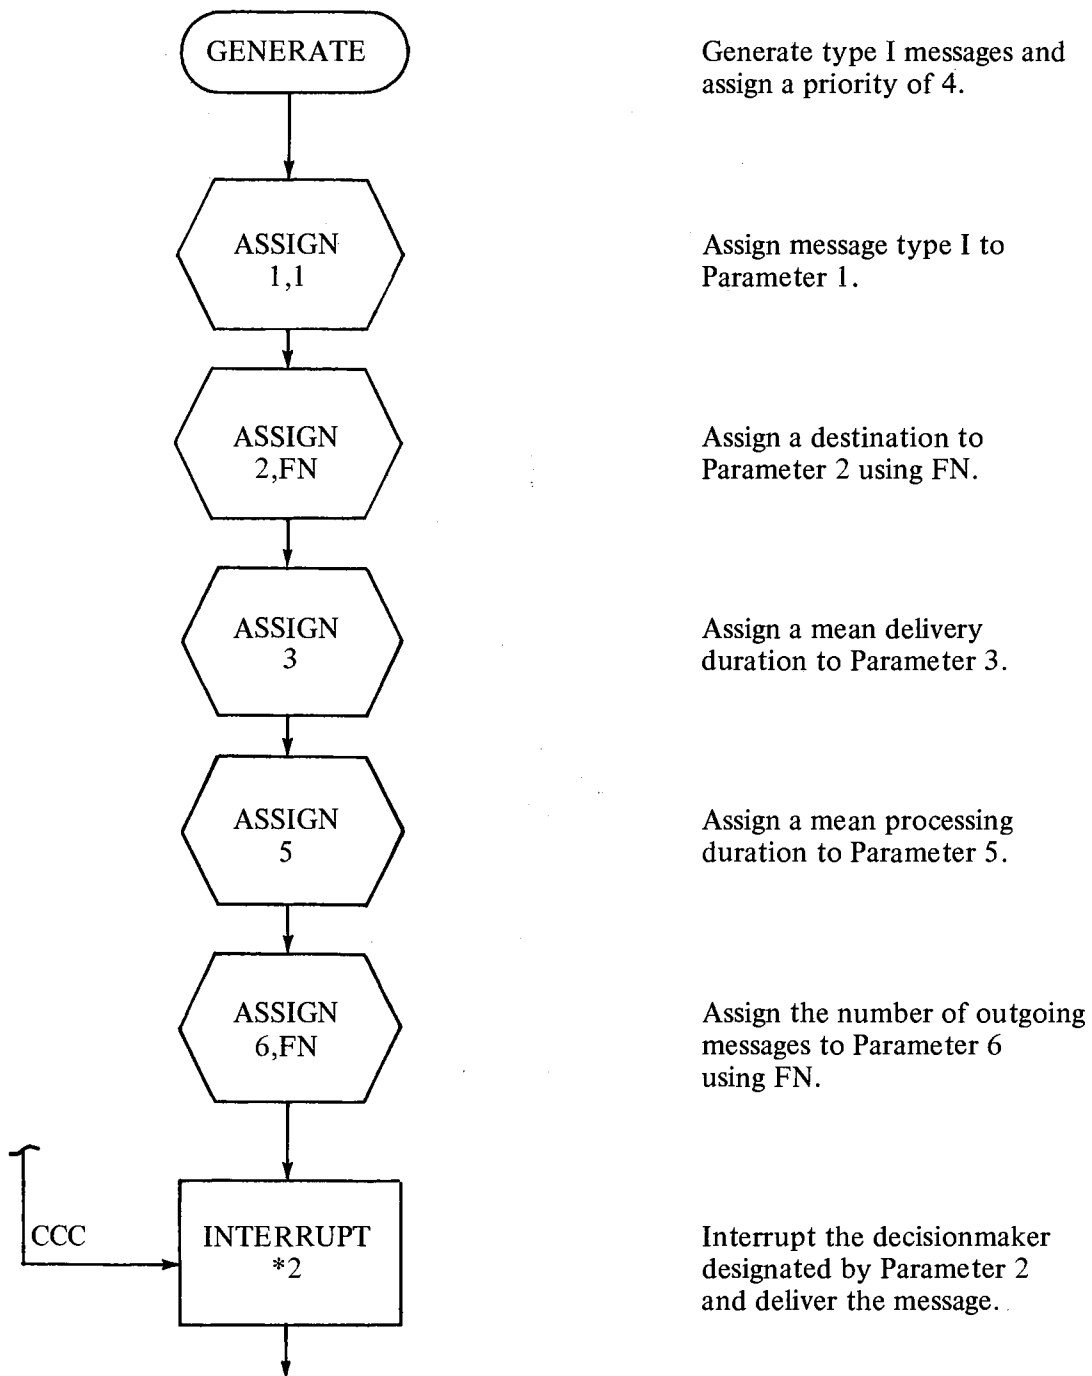 GENERATE
Generate type I messages and
assign a priority of 4.
ASSIGN
1,1
Assign message type I to
Parameter 1.
ASSIGN
2,FN
Assign a destination to
Parameter 2 using FN.
ASSIGN
3
Assign a mean delivery
duration to Parameter 3.
ASSIGN
5
Assign a mean processing
duration to Parameter 5.
ASSIGN
6,FN
Assign the number of outgoing
messages to Parameter 6
using FN.
CCC
INTERRUPT
*2
Interrupt the decisionmaker
designated by Parameter 2
and deliver the message.